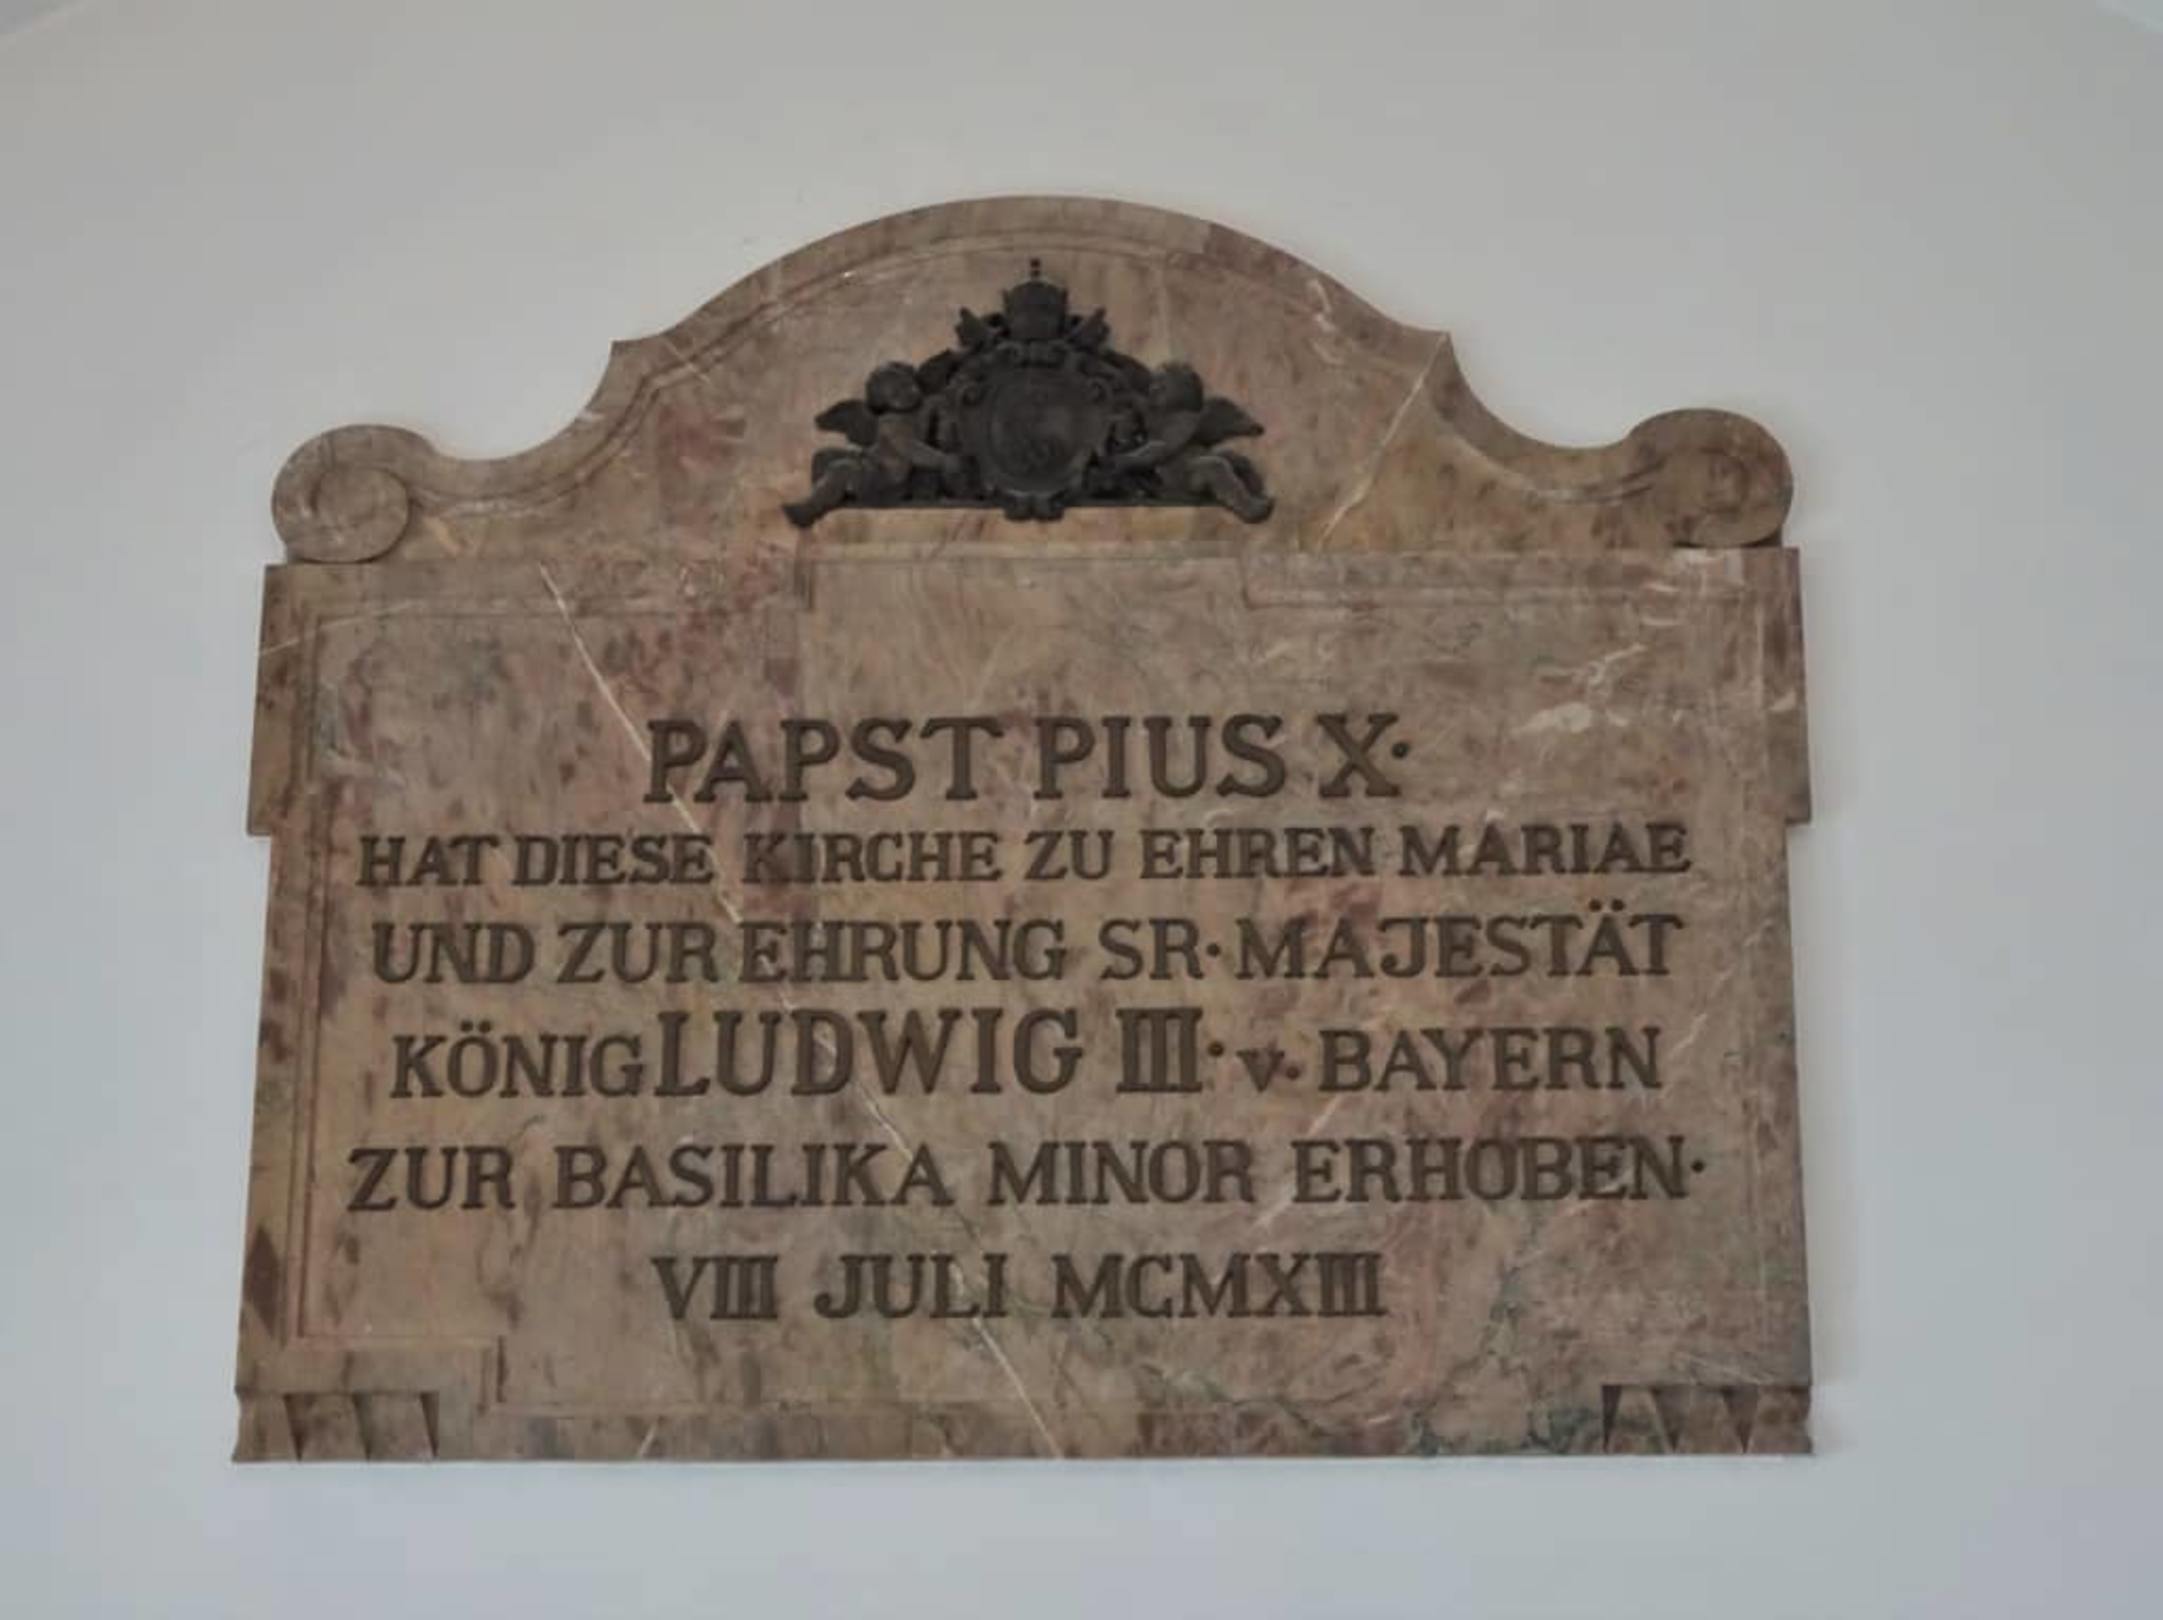 PAPST PIUS X·
HAT DIESE KIRCHE ZU EHREN MARIAE
UND ZUR EHRUNG SR· MAJESTÄT
KÖNIG LUDWIG III· v. BAYERN
ZUR BASILIKA MINOR ERHOBEN·
VIII JULI MCMXIII